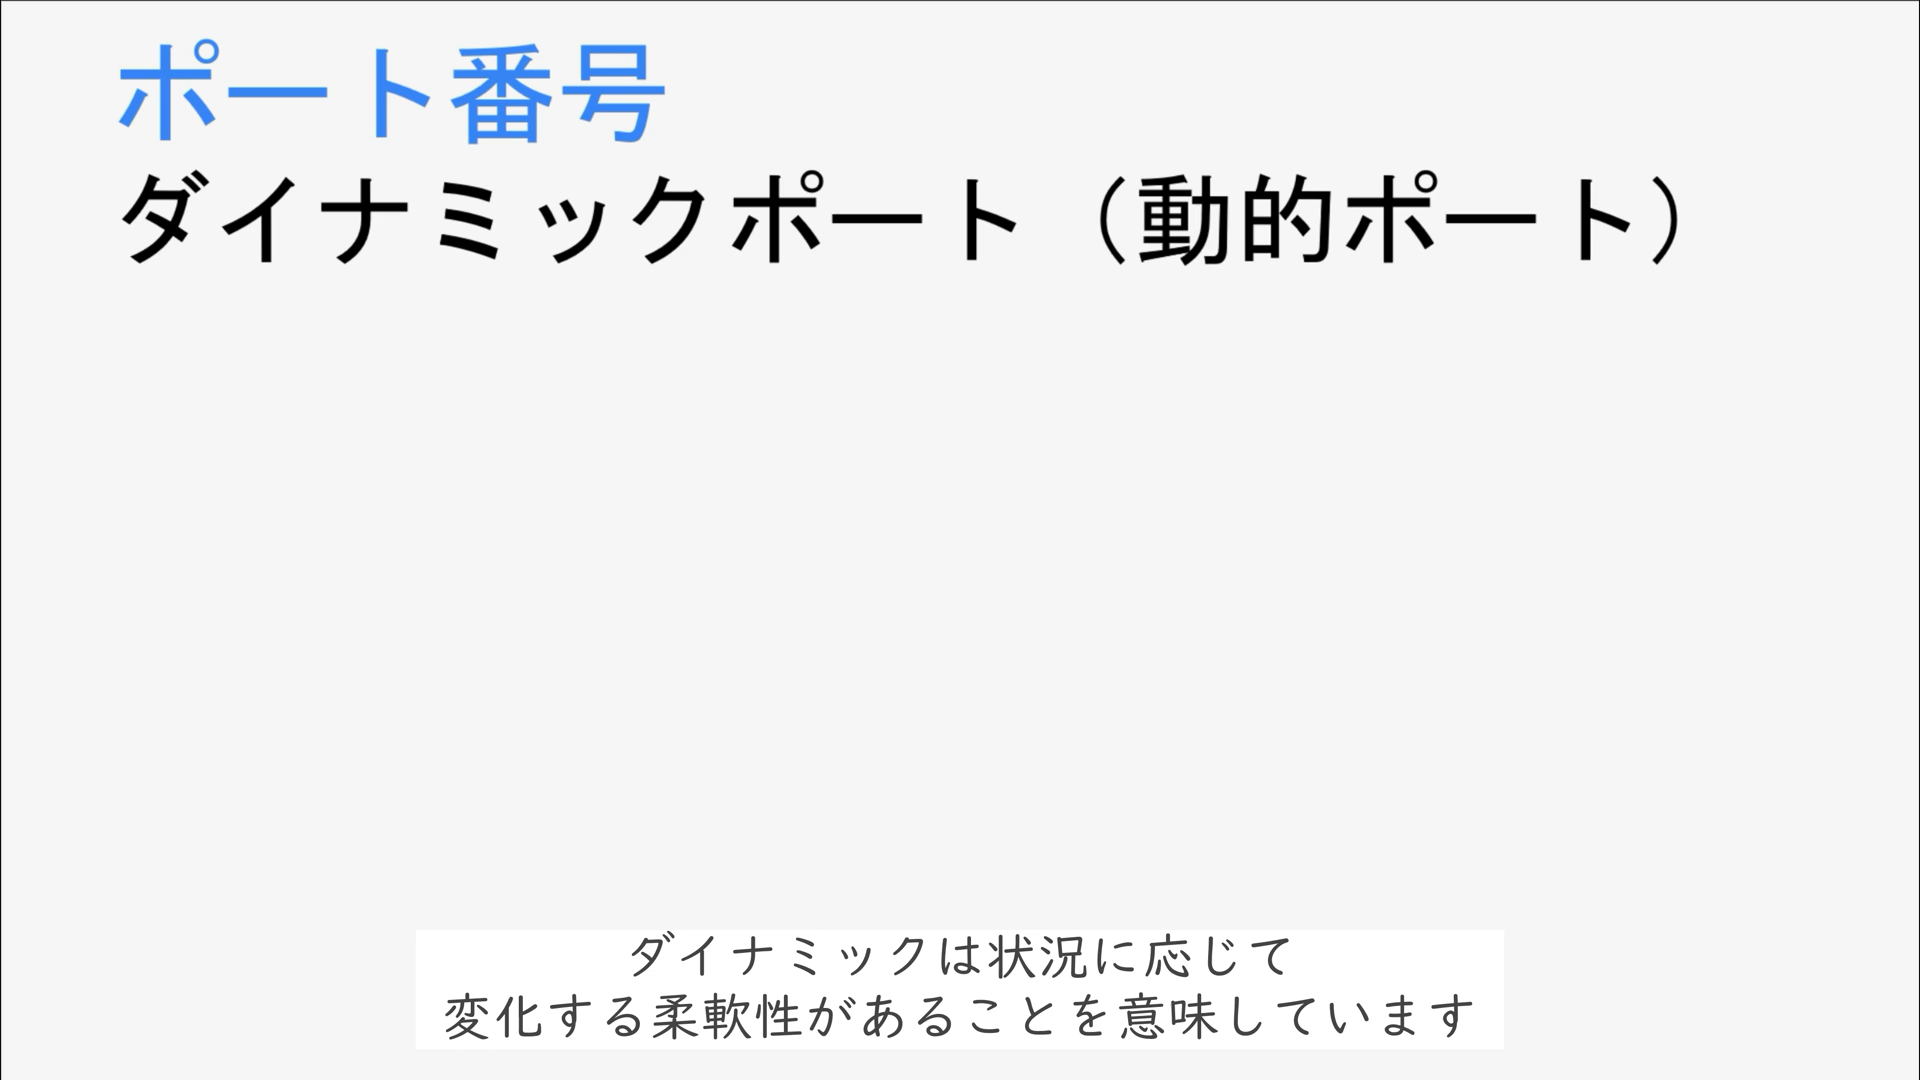 ポート番号
ダイナミックポート（動的ポート）
ダイナミックは状況に応じて
変化する柔軟性があることを意味しています